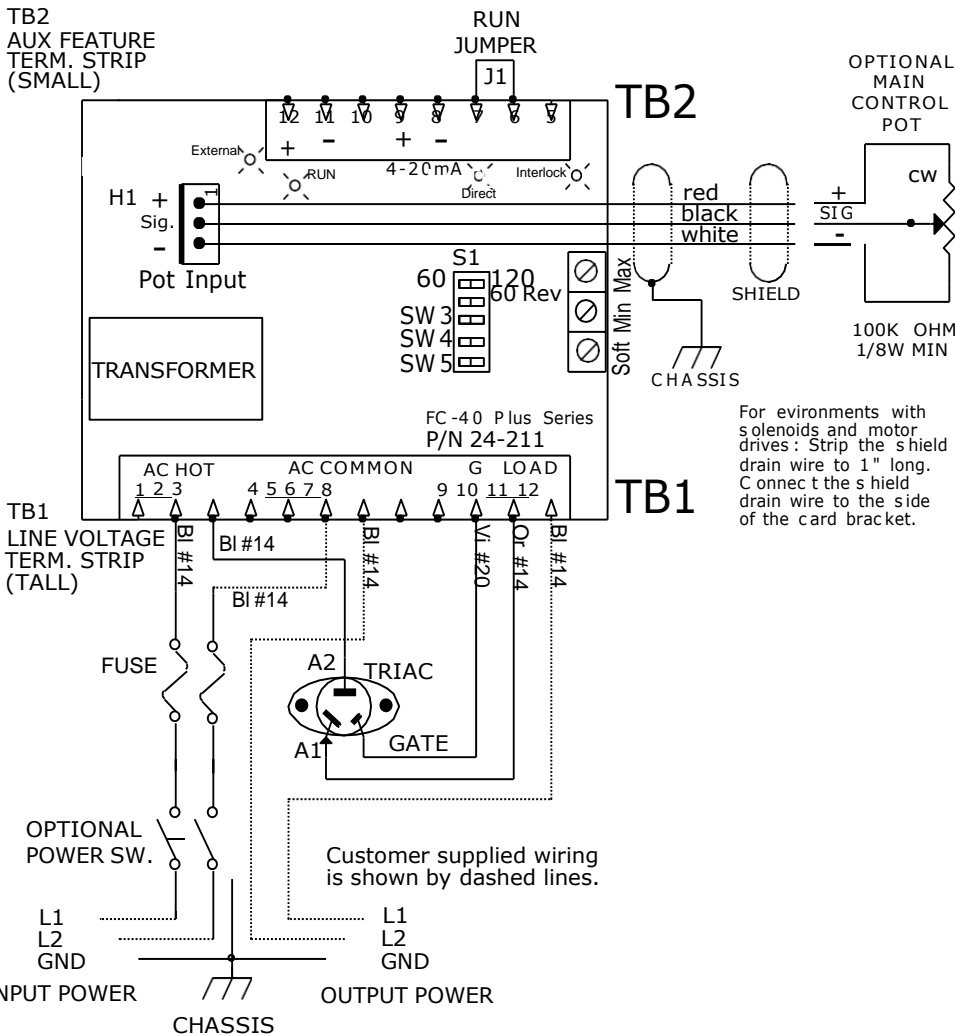 TB2
AUX FEATURE
TERM. STRIP
(SMALL)
RUN
JUMPER
J1
TB2
12 11 10 9 8 7 6 5
+ - + -
4-20mA
External
RUN
Direct
Interlock
OPTIONAL
MAIN
CONTROL
POT
CW
H1
+
Sig.
-
1
Pot Input
red
black
white
+
SIG
-
S1
60 120
60 Rev
SW 3
SW 4
SW 5
Soft Min Max
SHIELD
CHASSIS
100K OHM
1/8W MIN
TRANSFORMER
FC-40 Plus Series
P/N 24-211
For evironments with
solenoids and motor
drives: Strip the shield
drain wire to 1" long.
Connect the shield
drain wire to the side
of the card bracket.
AC HOT AC COMMON G LOAD
1 2 3 4 5 6 7 8 9 10 11 12
TB1
TB1
LINE VOLTAGE
TERM. STRIP
(TALL)
Bl #14
Bl #14
Bl #14
Bl #14
Vi #20
Or #14
Bl #14
FUSE
A2
TRIAC
A1
GATE
OPTIONAL
POWER SW.
Customer supplied wiring
is shown by dashed lines.
L1
L2
GND
NPUT POWER
L1
L2
GND
OUTPUT POWER
CHASSIS